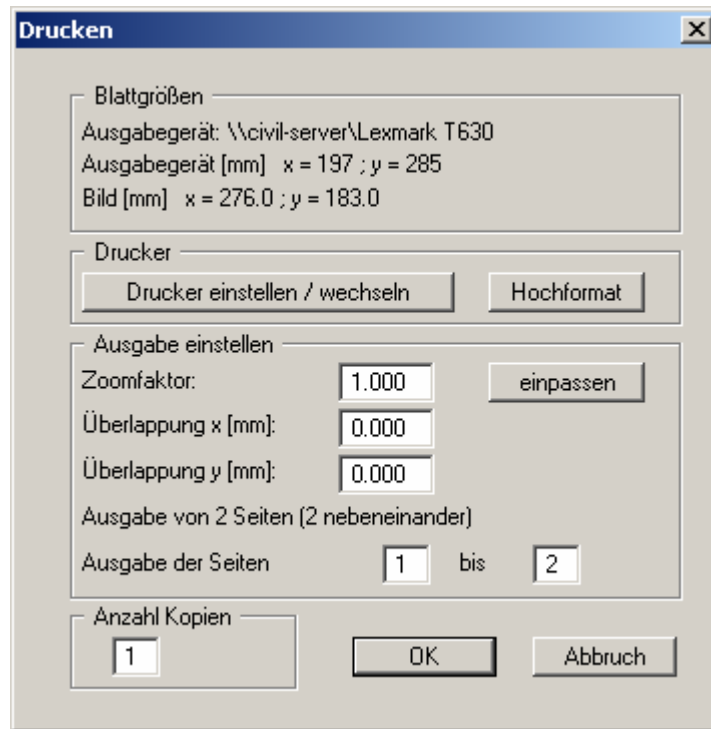 Drucken
Blattgrößen
Ausgabegerät: \\civil-server\Lexmark T630
Ausgabegerät [mm] x = 197 ; y = 285
Bild [mm] x = 276.0 ; y = 183.0
Drucker
Drucker einstellen / wechseln Hochformat
Ausgabe einstellen
Zoomfaktor: 1.000 einpassen
Überlappung x [mm]: 0.000
Überlappung y [mm]: 0.000
Ausgabe von 2 Seiten (2 nebeneinander)
Ausgabe der Seiten 1 bis 2
Anzahl Kopien
1 OK Abbruch